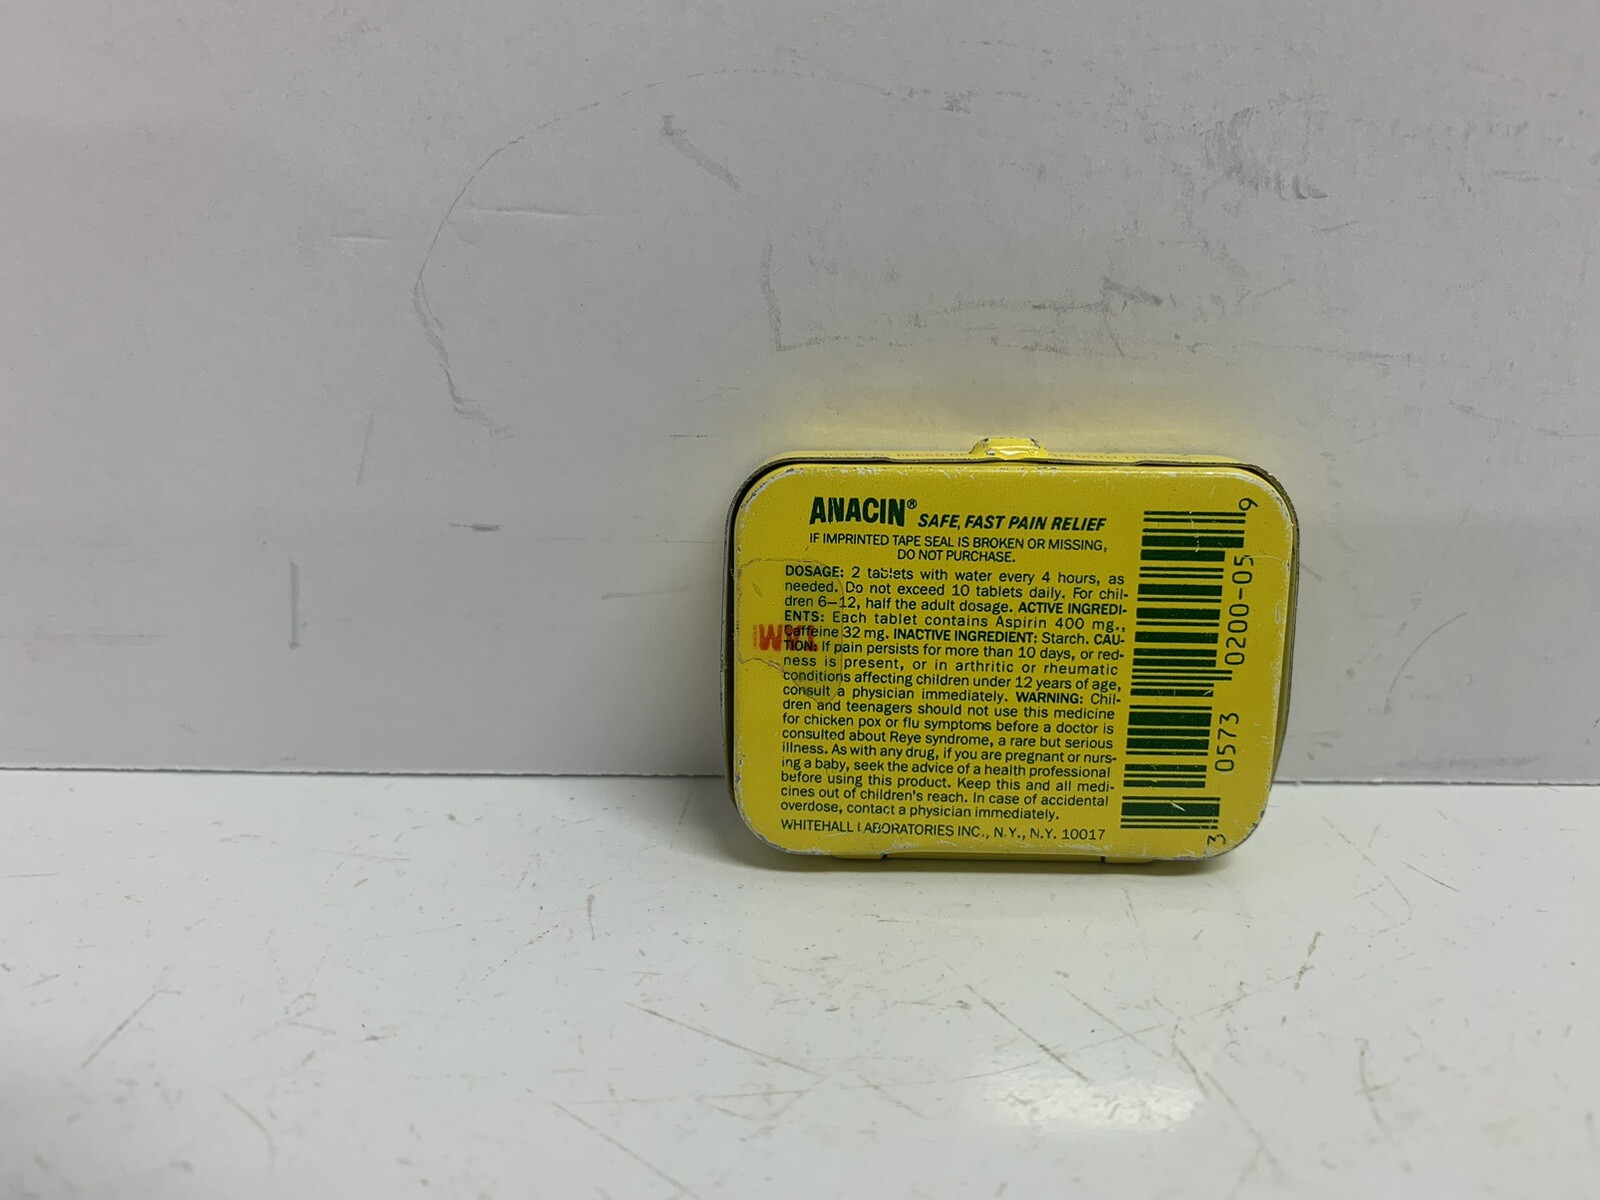 ANACIN® SAFE, FAST PAIN RELIEF
IF IMPRINTED TAPE SEAL IS BROKEN OR MISSING,
DO NOT PURCHASE.
DOSAGE: 2 tablets with water every 4 hours, as
needed. Do not exceed 10 tablets daily. For chil-
dren 6–12, half the adult dosage. ACTIVE INGREDI-
ENTS: Each tablet contains Aspirin 400 mg.,
Caffeine 32 mg. INACTIVE INGREDIENT: Starch. CAU-
TION: If pain persists for more than 10 days, or red-
ness is present, or in arthritic or rheumatic
conditions affecting children under 12 years of age,
consult a physician immediately. WARNING: Chil-
dren and teenagers should not use this medicine
for chicken pox or flu symptoms before a doctor is
consulted about Reye syndrome, a rare but serious
illness. As with any drug, if you are pregnant or nurs-
ing a baby, seek the advice of a health professional
before using this product. Keep this and all medi-
cines out of children's reach. In case of accidental
overdose, contact a physician immediately.
WHITEHALL LABORATORIES INC., N.Y., N.Y. 10017
3 0573 0200-05 9